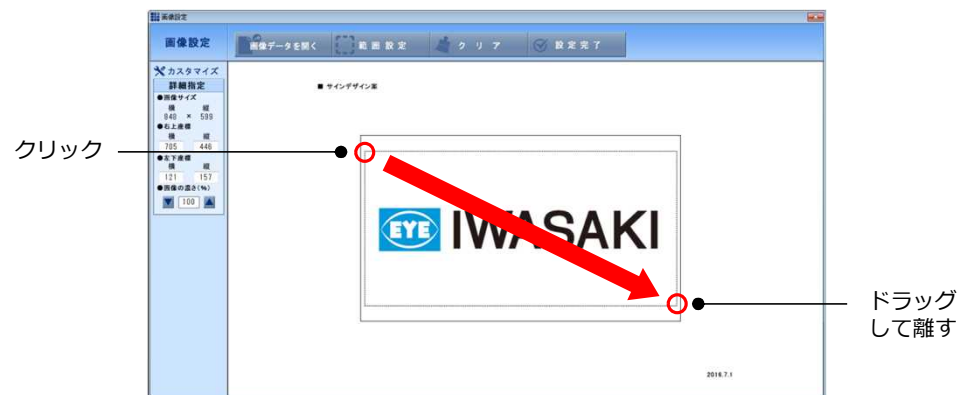 画像設定
画像設定
画像データを開く
範囲設定
クリア
設定完了
カスタマイズ
詳細指定
●画像サイズ
横 縦
940 × 599
●右上座標
横 縦
705 446
●左下座標
横 縦
121 157
●画像の濃さ(%)
▼ 100 ▲
■ サインデザイン案
クリック
EYE IWASAKI
ドラッグ
して離す
2016.7.1